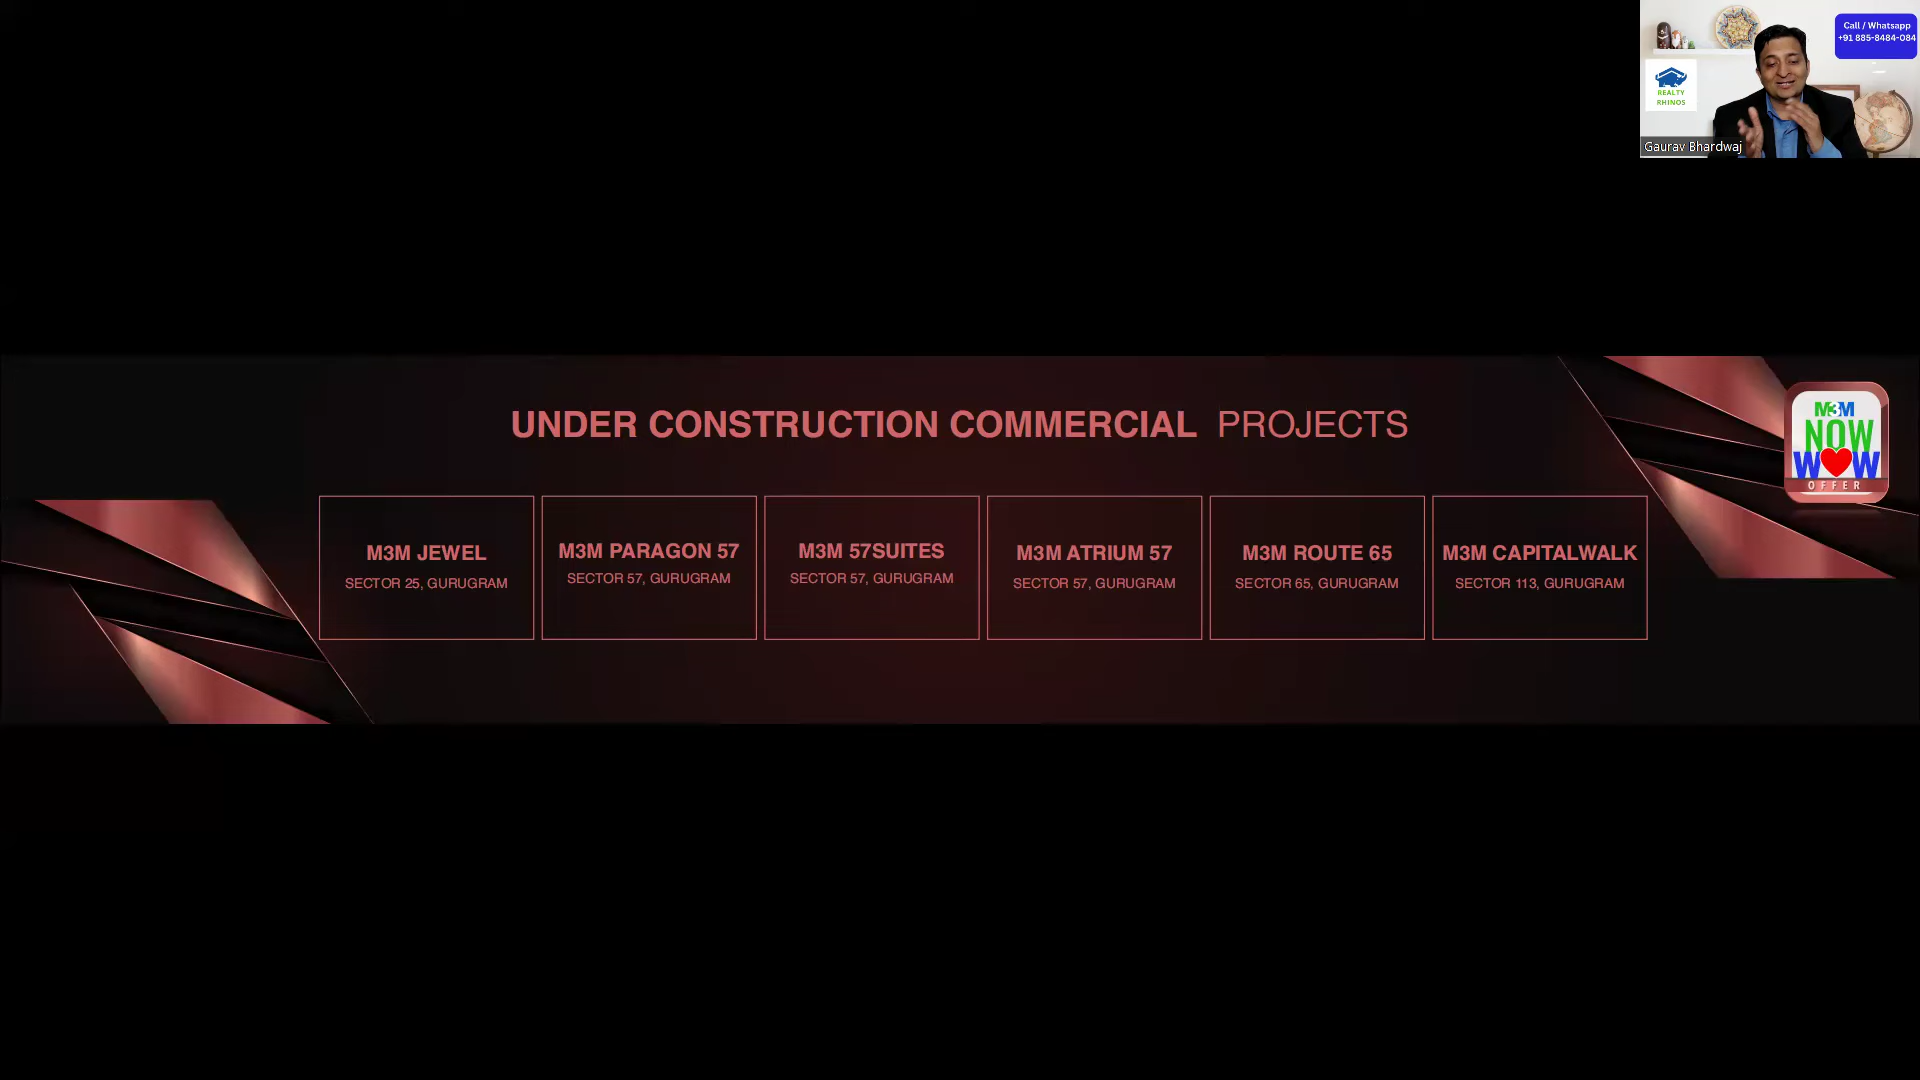 Call / Whatsapp
+91 885-8484-084
REALTY
RHINOS
Gaurav Bhardwaj
UNDER CONSTRUCTION COMMERCIAL PROJECTS
M3M
NOW
WOW
OFFER
M3M JEWEL
SECTOR 25, GURUGRAM
M3M PARAGON 57
SECTOR 57, GURUGRAM
M3M 57SUITES
SECTOR 57, GURUGRAM
M3M ATRIUM 57
SECTOR 57, GURUGRAM
M3M ROUTE 65
SECTOR 65, GURUGRAM
M3M CAPITALWALK
SECTOR 113, GURUGRAM